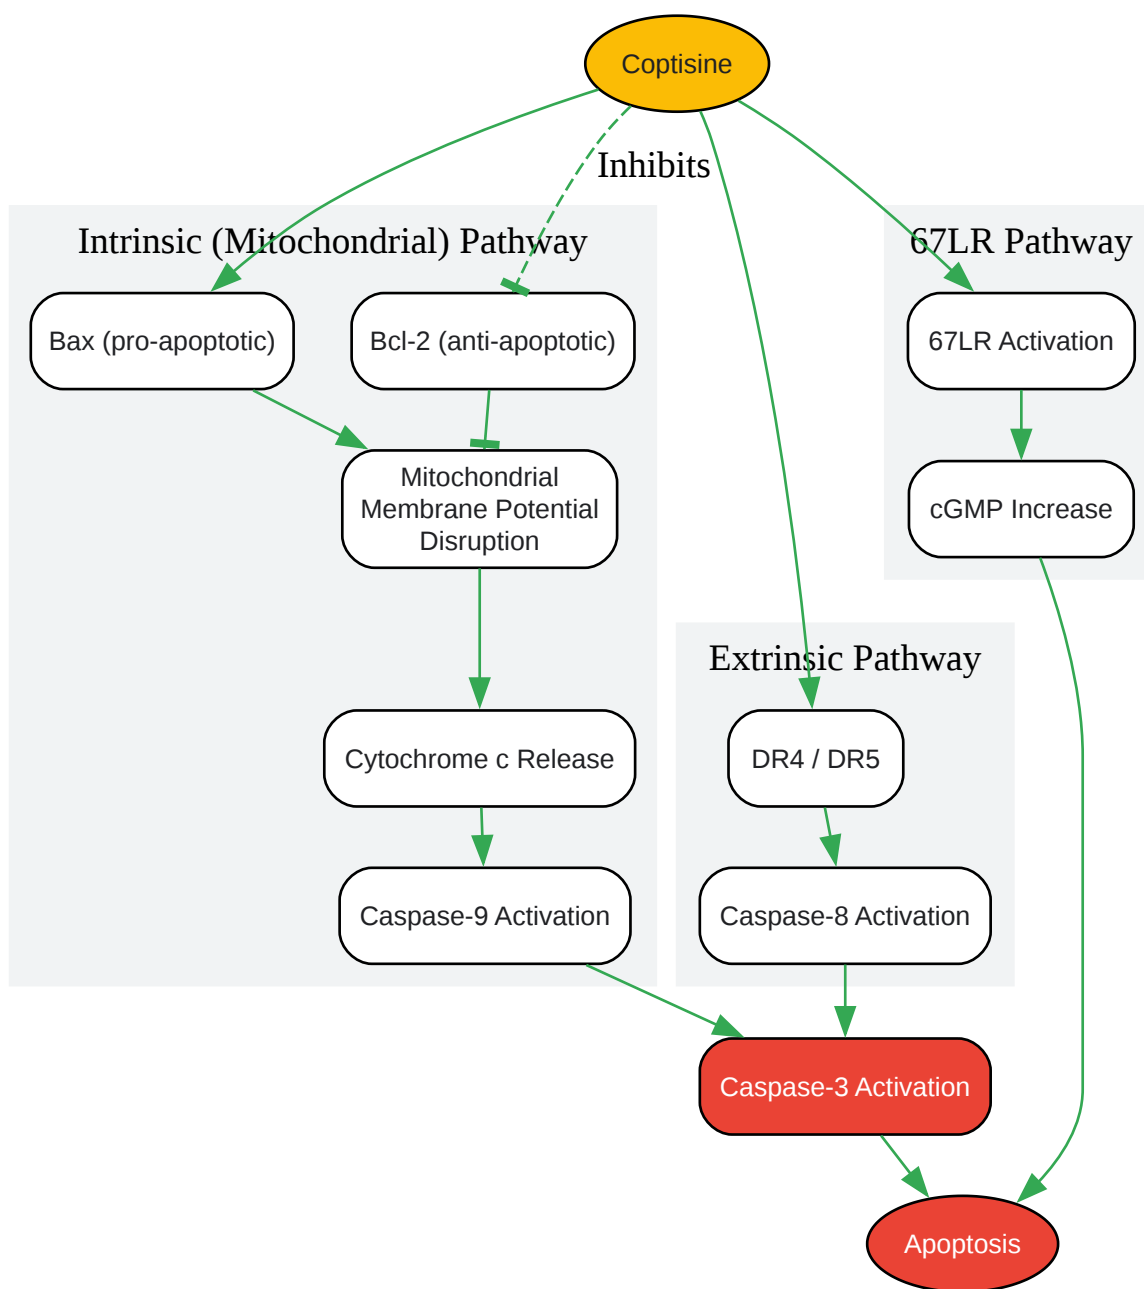 Coptisine
Inhibits
Intrinsic (Mitochondrial) Pathway
67LR Pathway
Bax (pro-apoptotic)
Bcl-2 (anti-apoptotic)
67LR Activation
Mitochondrial
Membrane Potential
Disruption
cGMP Increase
Extrinsic Pathway
Cytochrome c Release
DR4 / DR5
Caspase-9 Activation
Caspase-8 Activation
Caspase-3 Activation
Apoptosis